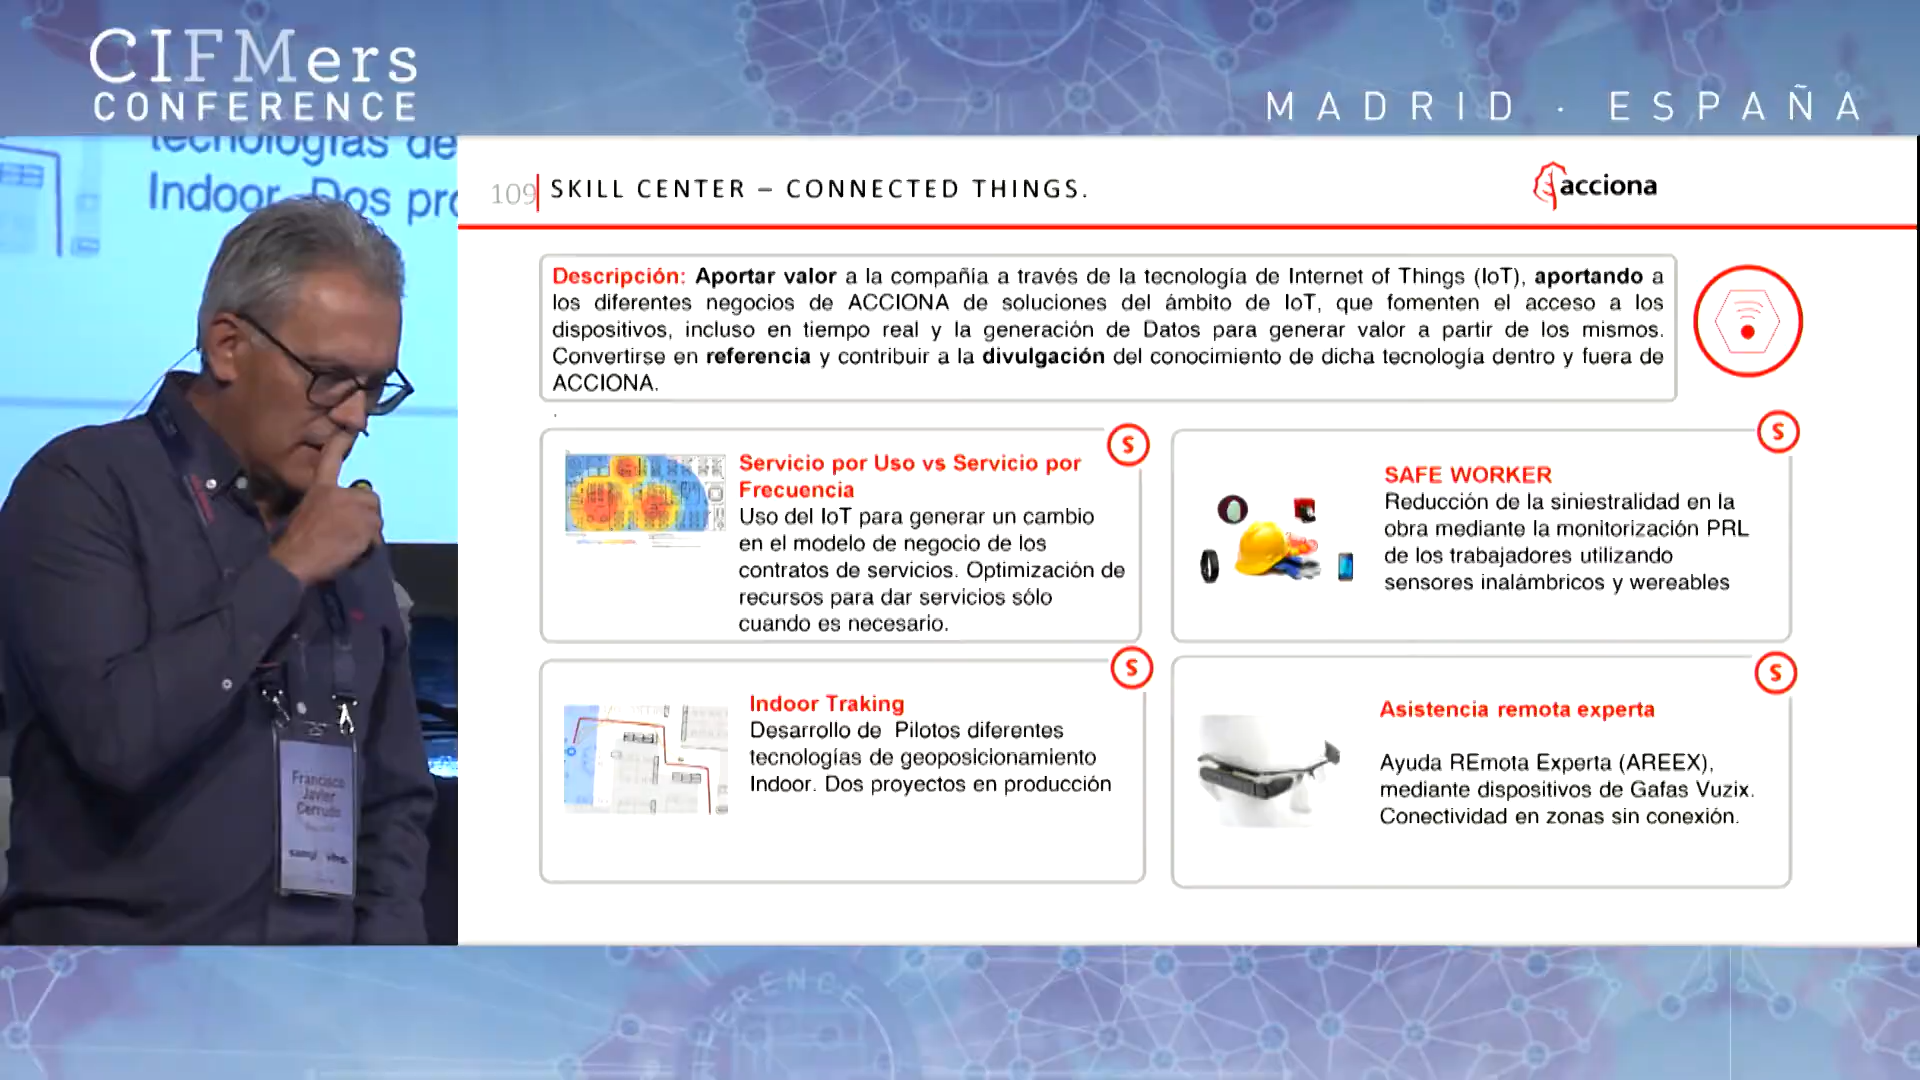 CIFMers
CONFERENCE
MADRID · ESPAÑA
tecnologías de
Indoor. Dos pro
109
SKILL CENTER – CONNECTED THINGS.
acciona
Descripción: Aportar valor a la compañía a través de la tecnología de Internet of Things (IoT), aportando a
los diferentes negocios de ACCIONA de soluciones del ámbito de IoT, que fomenten el acceso a los
dispositivos, incluso en tiempo real y la generación de Datos para generar valor a partir de los mismos.
Convertirse en referencia y contribuir a la divulgación del conocimiento de dicha tecnología dentro y fuera de
ACCIONA.
.
S
Servicio por Uso vs Servicio por
Frecuencia
Uso del IoT para generar un cambio
en el modelo de negocio de los
contratos de servicios. Optimización de
recursos para dar servicios sólo
cuando es necesario.
S
SAFE WORKER
Reducción de la siniestralidad en la
obra mediante la monitorización PRL
de los trabajadores utilizando
sensores inalámbricos y wereables
S
Indoor Traking
Desarrollo de Pilotos diferentes
tecnologías de geoposicionamiento
Indoor. Dos proyectos en producción
S
Asistencia remota experta
Ayuda REmota Experta (AREEX),
mediante dispositivos de Gafas Vuzix.
Conectividad en zonas sin conexión.
Francisco
Javier
Cerrudo
ERENCE